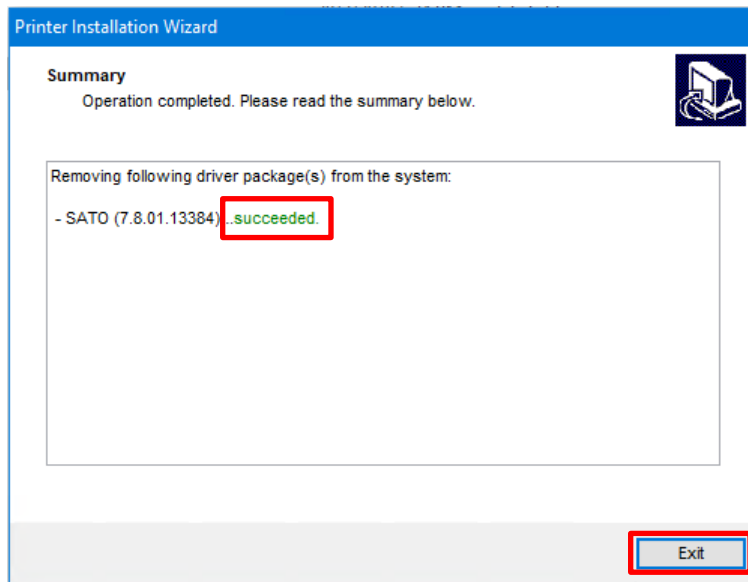 Printer Installation Wizard
Summary
Operation completed. Please read the summary below.
Removing following driver package(s) from the system:
- SATO (7.8.01.13384)...succeeded.
Exit